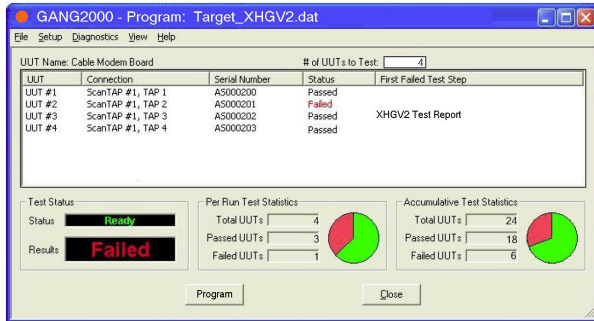 GANG2000 - Program: Target_XHGV2.dat
File Setup Diagnostics View Help
UUT Name: Cable Modem Board # of UUTs to Test: 4
UUT Connection Serial Number Status First Failed Test Step
UUT #1 ScanTAP #1, TAP 1 AS000200 Passed
UUT #2 ScanTAP #1, TAP 2 AS000201 Failed
UUT #3 ScanTAP #1, TAP 3 AS000202 Passed XHGV2 Test Report
UUT #4 ScanTAP #1, TAP 4 AS000203 Passed
Test Status Per Run Test Statistics Accumulative Test Statistics
Status Ready Total UUTs 4 Total UUTs 24
Passed UUTs 3 Passed UUTs 18
Results Failed Failed UUTs 1 Failed UUTs 6
Program Close